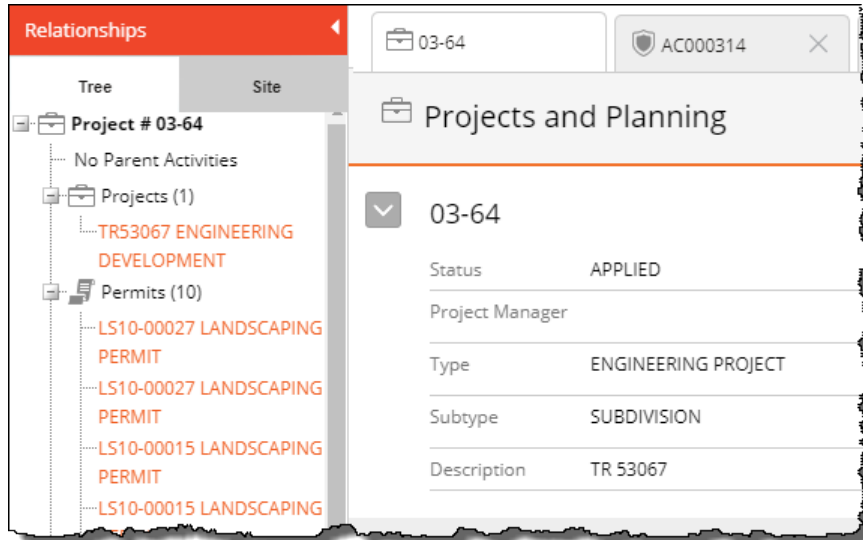 Relationships
Tree
Site
Project # 03-64
No Parent Activities
Projects (1)
TR53067 ENGINEERING
DEVELOPMENT
Permits (10)
LS10-00027 LANDSCAPING
PERMIT
LS10-00027 LANDSCAPING
PERMIT
LS10-00015 LANDSCAPING
PERMIT
LS10-00015 LANDSCAPING
03-64
AC000314
Projects and Planning
03-64
Status APPLIED
Project Manager
Type ENGINEERING PROJECT
Subtype SUBDIVISION
Description TR 53067